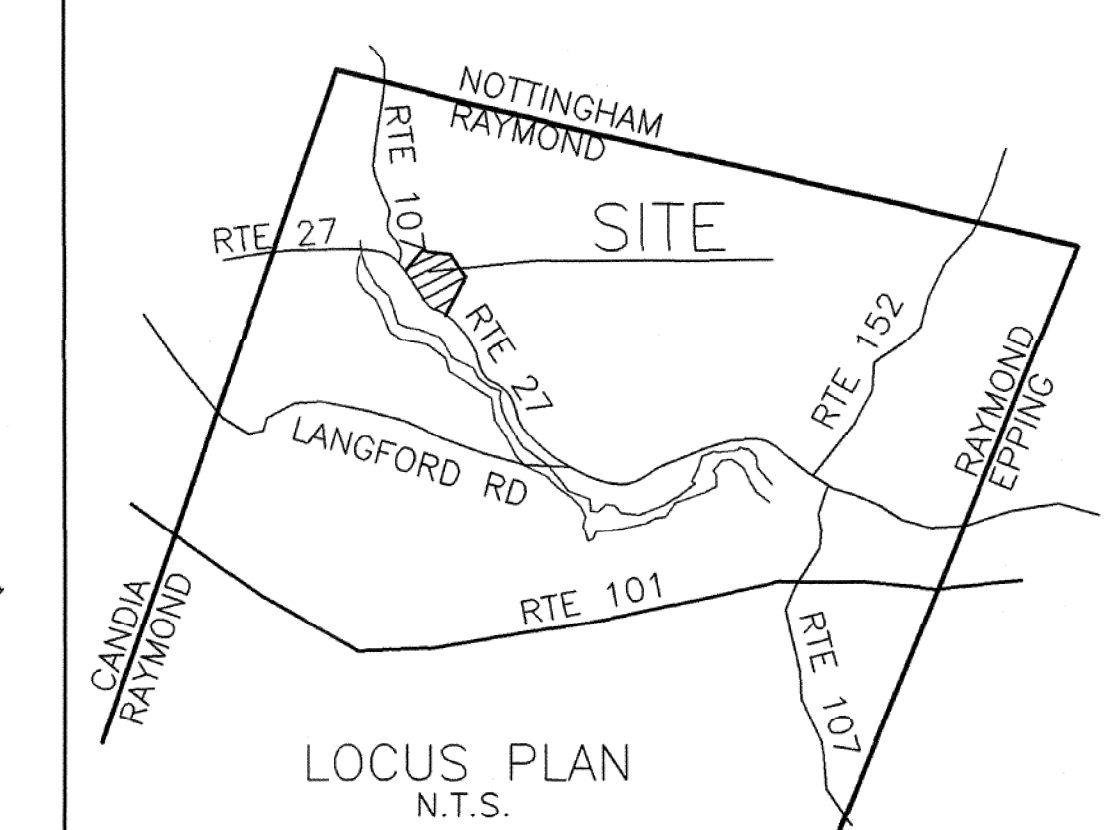 NOTTINGHAM
RAYMOND
RTE 107
RTE 27
SITE
RTE 27
RTE 152
RAYMOND
EPPING
LANGFORD RD
RTE 101
CANDIA
RAYMOND
RTE 107
LOCUS PLAN
N.T.S.